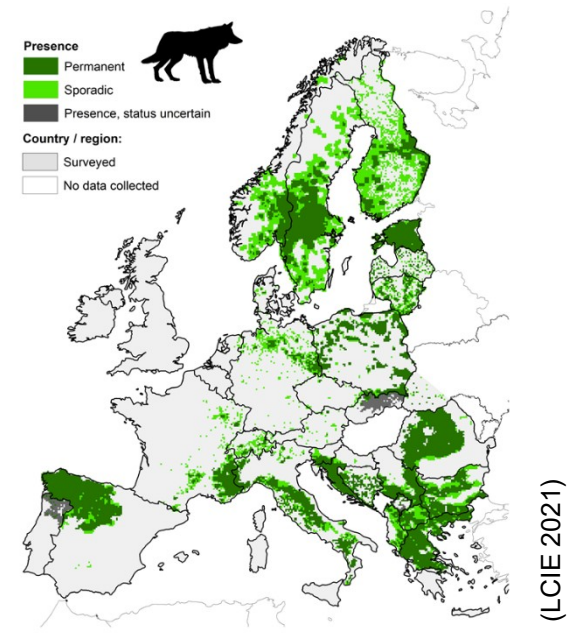 Presence
Permanent
Sporadic
Presence, status uncertain
Country / region:
Surveyed
No data collected
(LCIE 2021)